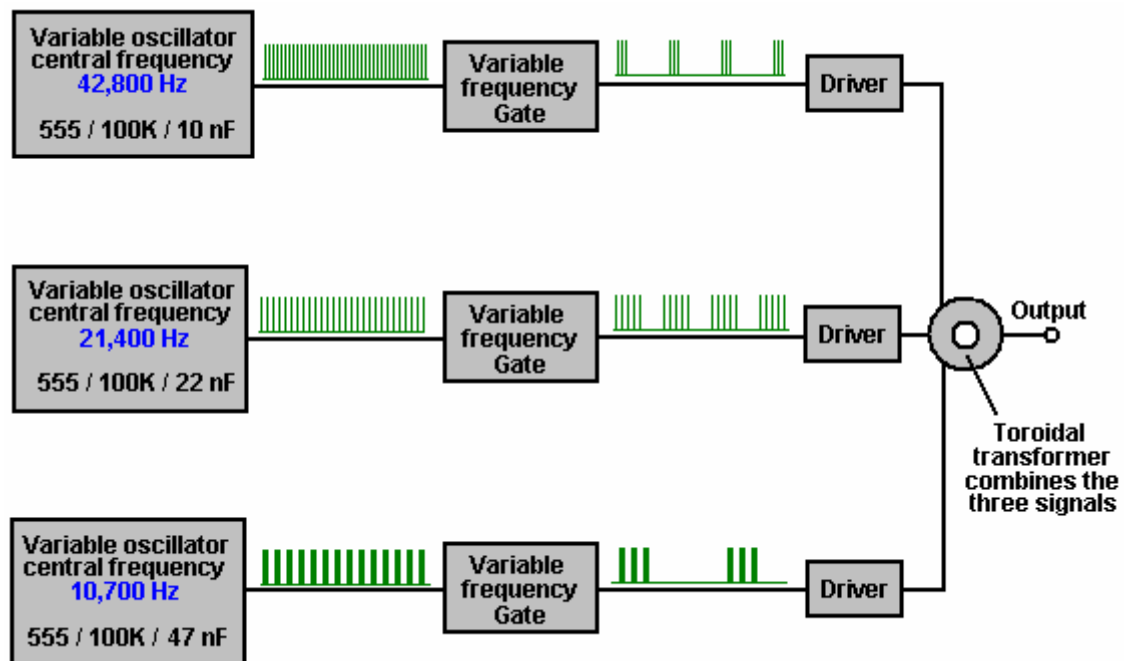 Variable oscillator
central frequency
42,800 Hz
555 / 100K / 10 nF
Variable
frequency
Gate
Driver
Variable oscillator
central frequency
21,400 Hz
555 / 100K / 22 nF
Variable
frequency
Gate
Driver
Output
Toroidal
transformer
combines the
three signals
Variable oscillator
central frequency
10,700 Hz
555 / 100K / 47 nF
Variable
frequency
Gate
Driver